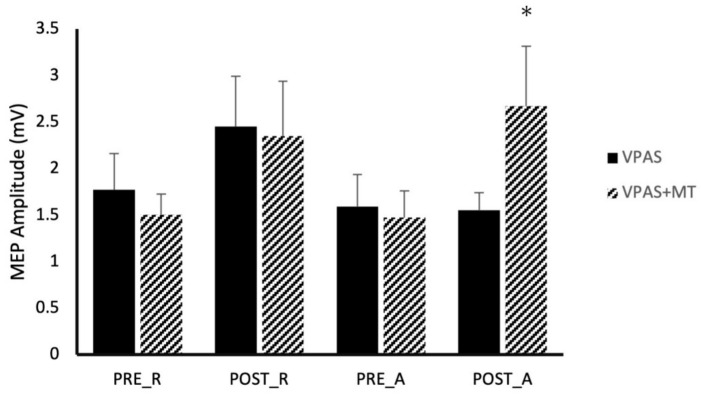 *
3.5
3
2.5
2
1.5
1
0.5
0
MEP Amplitude (mV)
PRE_R POST_R PRE_A POST_A
VPAS
VPAS+MT